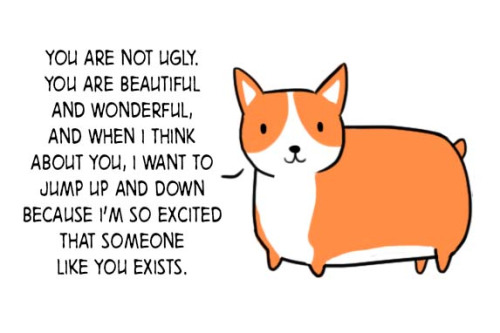 YOU ARE NOT UGLY.
YOU ARE BEAUTIFUL
AND WONDERFUL,
AND WHEN I THINK
ABOUT YOU, I WANT TO
JUMP UP AND DOWN
BECAUSE I'M SO EXCITED
THAT SOMEONE
LIKE YOU EXISTS.